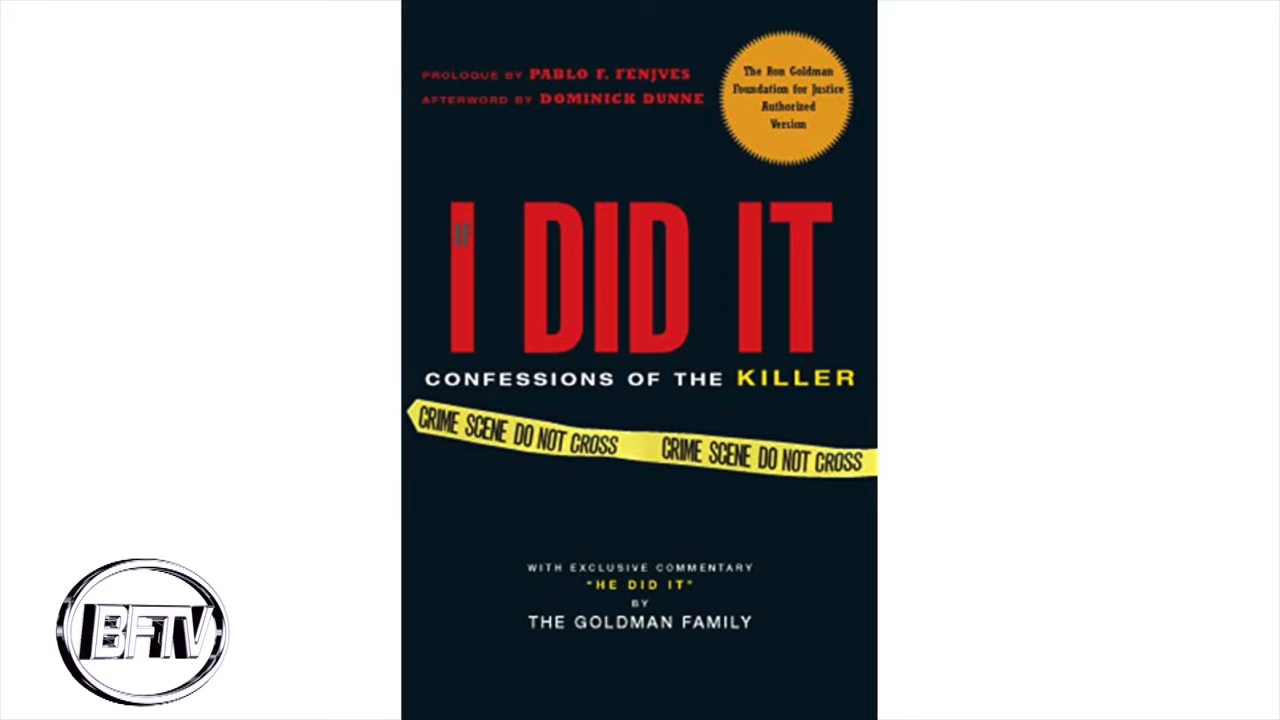 PROLOGUE BY PABLO F. FENJVES
AFTERWORD BY DOMINICK DUNNE
The Ron Goldman
Foundation for Justice
Authorized
Version
IF
I DID IT
CONFESSIONS OF THE KILLER
CRIME SCENE DO NOT CROSS CRIME SCENE DO NOT CROSS
WITH EXCLUSIVE COMMENTARY
"HE DID IT"
BY
THE GOLDMAN FAMILY
BFTV